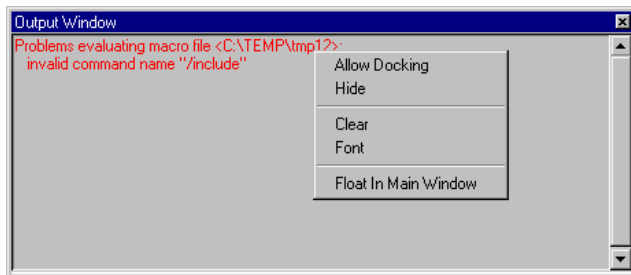 Output Window
Problems evaluating macro file <C:\TEMP\tmp12>:
invalid command name "/include"
Allow Docking
Hide
Clear
Font
Float In Main Window